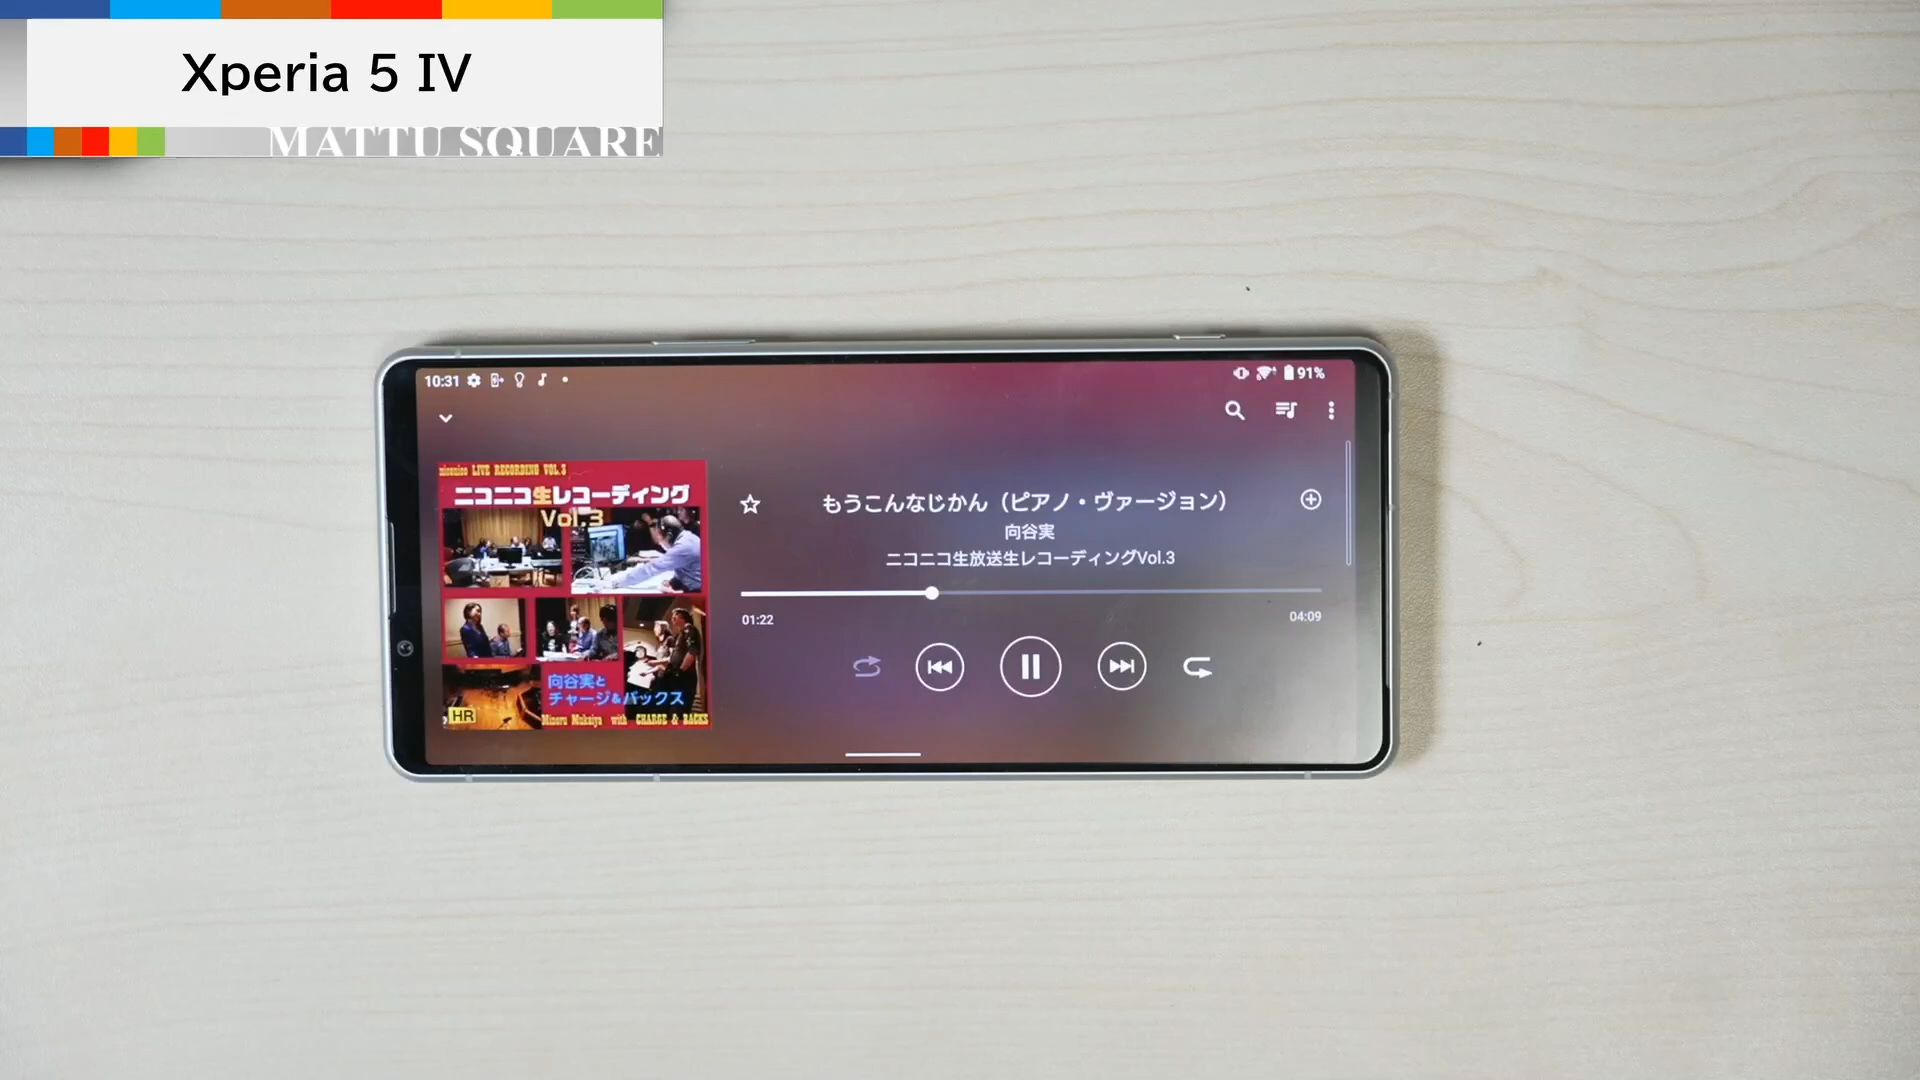 Xperia 5 IV
MATTU SQUARE
10:31
91%
niconico LIVE RECORDING VOL.3
ニコニコ生レコーディング
Vol.3
向谷実と
チャージ&バックス
HR
Minoru Mukaiya with CHARGE & BACKS
もうこんなじかん（ピアノ・ヴァージョン）
向谷実
ニコニコ生放送生レコーディングVol.3
01:22
04:09